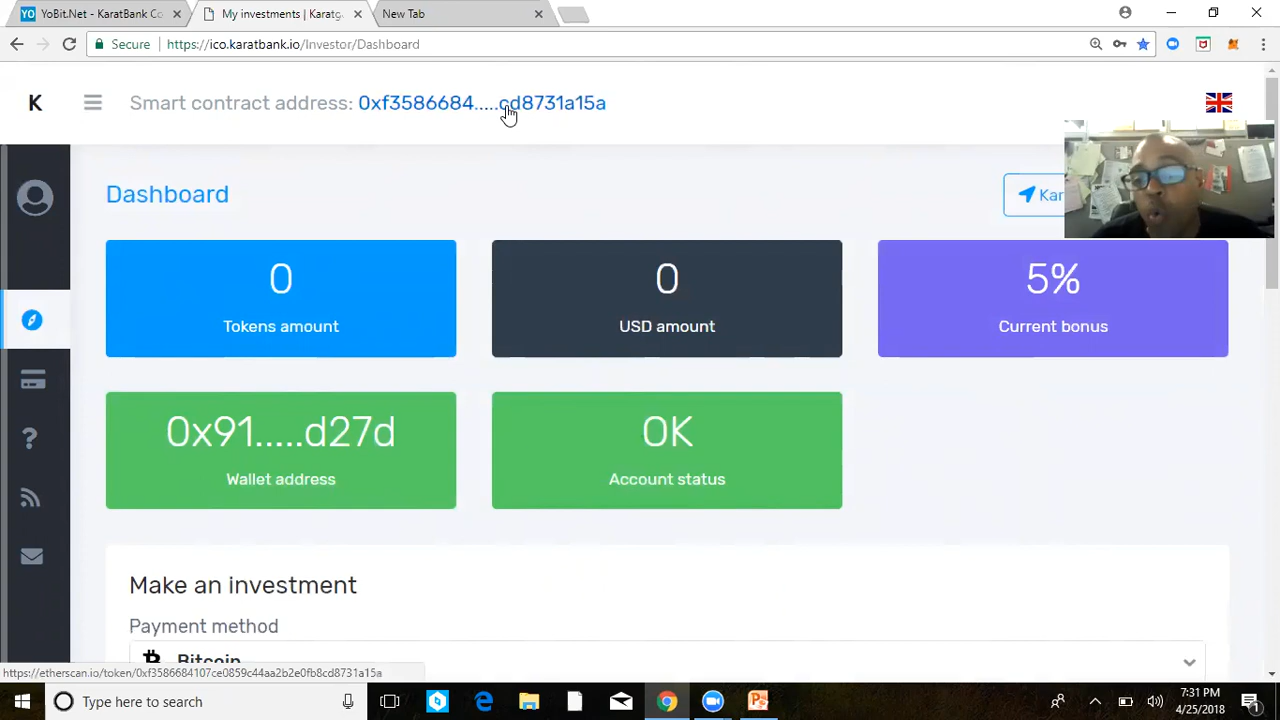 YoBit.Net - KaratBank Co
My investments | Karatg
New Tab
Secure
https://ico.karatbank.io/Investor/Dashboard
K
Smart contract address: 0xf3586684.....cd8731a15a
Dashboard
Kar
0
Tokens amount
0
USD amount
5%
Current bonus
0x91.....d27d
Wallet address
OK
Account status
Make an investment
Payment method
Bitcoin
https://etherscan.io/token/0xf3586684107ce0859c44aa2b2e0fb8cd8731a15a
Type here to search
7:31 PM
4/25/2018